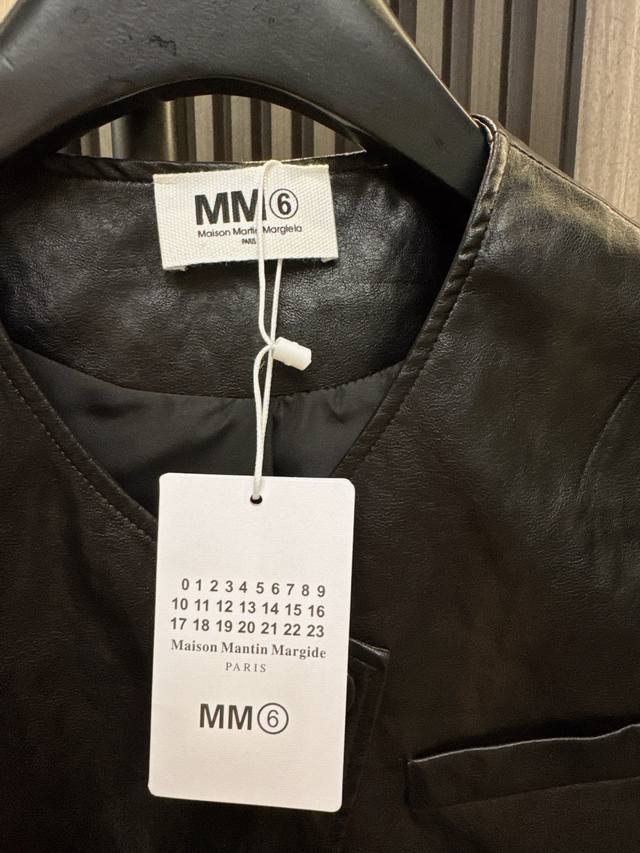 MM⑥
Maison Martin Margiela
PARIS
0 1 2 3 4 5 6 7 8 9
10 11 12 13 14 15 16
17 18 19 20 21 22 23
Maison Mantin Margide
PARIS
MM⑥